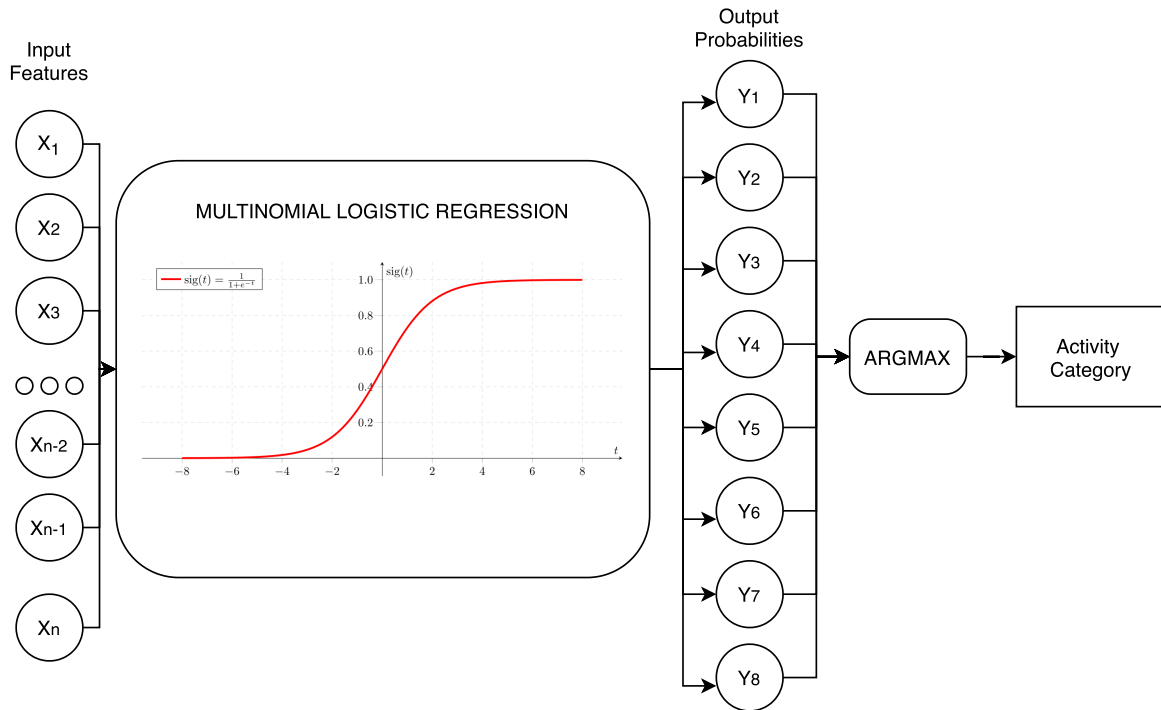 Input
Features
X1
X2
X3
Xn-2
Xn-1
Xn
MULTINOMIAL LOGISTIC REGRESSION
sig(t) = 1/(1+e^−t)
sig(t)
1.0
0.8
0.6
0.4
0.2
t
−8 −6 −4 −2 2 4 6 8
Output
Probabilities
Y1
Y2
Y3
Y4
Y5
Y6
Y7
Y8
ARGMAX
Activity
Category